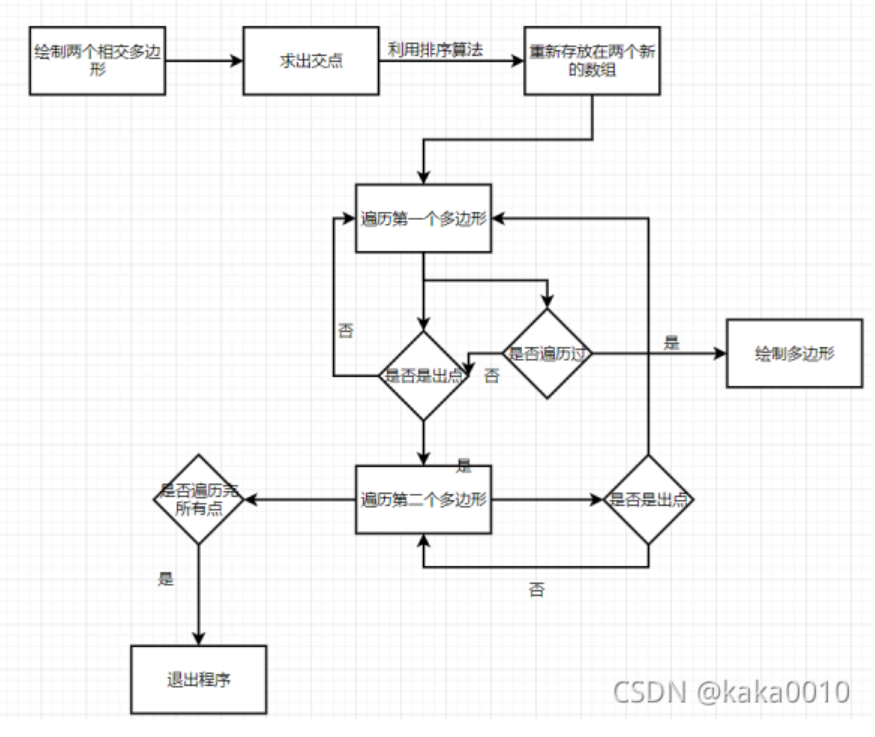 绘制两个相交多边
形
求出交点
利用排序算法
重新存放在两个新
的数组
遍历第一个多边形
否
是否是出点
否
是否遍历过
是
绘制多边形
是
是否遍历完
所有点
遍历第二个多边形
是否是出点
是
否
退出程序
CSDN @kaka0010